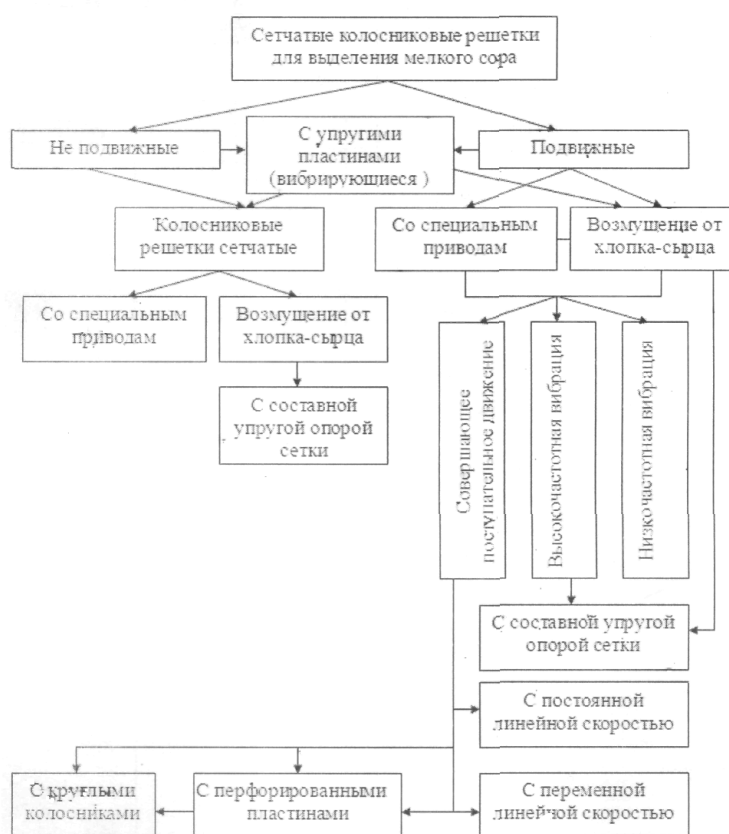 Сетчатые колосниковые решетки
для выделения мелкого сора
Не подвижные
С упругими
пластинами
(вибрирующиеся )
Подвижные
Колосниковые
решетки сетчатые
Со специальным
приводам
Возмущение от
хлопка-сырца
Со специальным
приводам
Возмущение от
хлопка-сырца
С составной
упругой опорой
сетки
Совершающее
поступательное движение
Высокочастотная вибрация
Низкочастотная вибрация
С составной упругой
опорой сетки
С постоянной
линейной скоростью
С круглыми
колосниками
С перфорированными
пластинами
С переменной
линейной скоростью